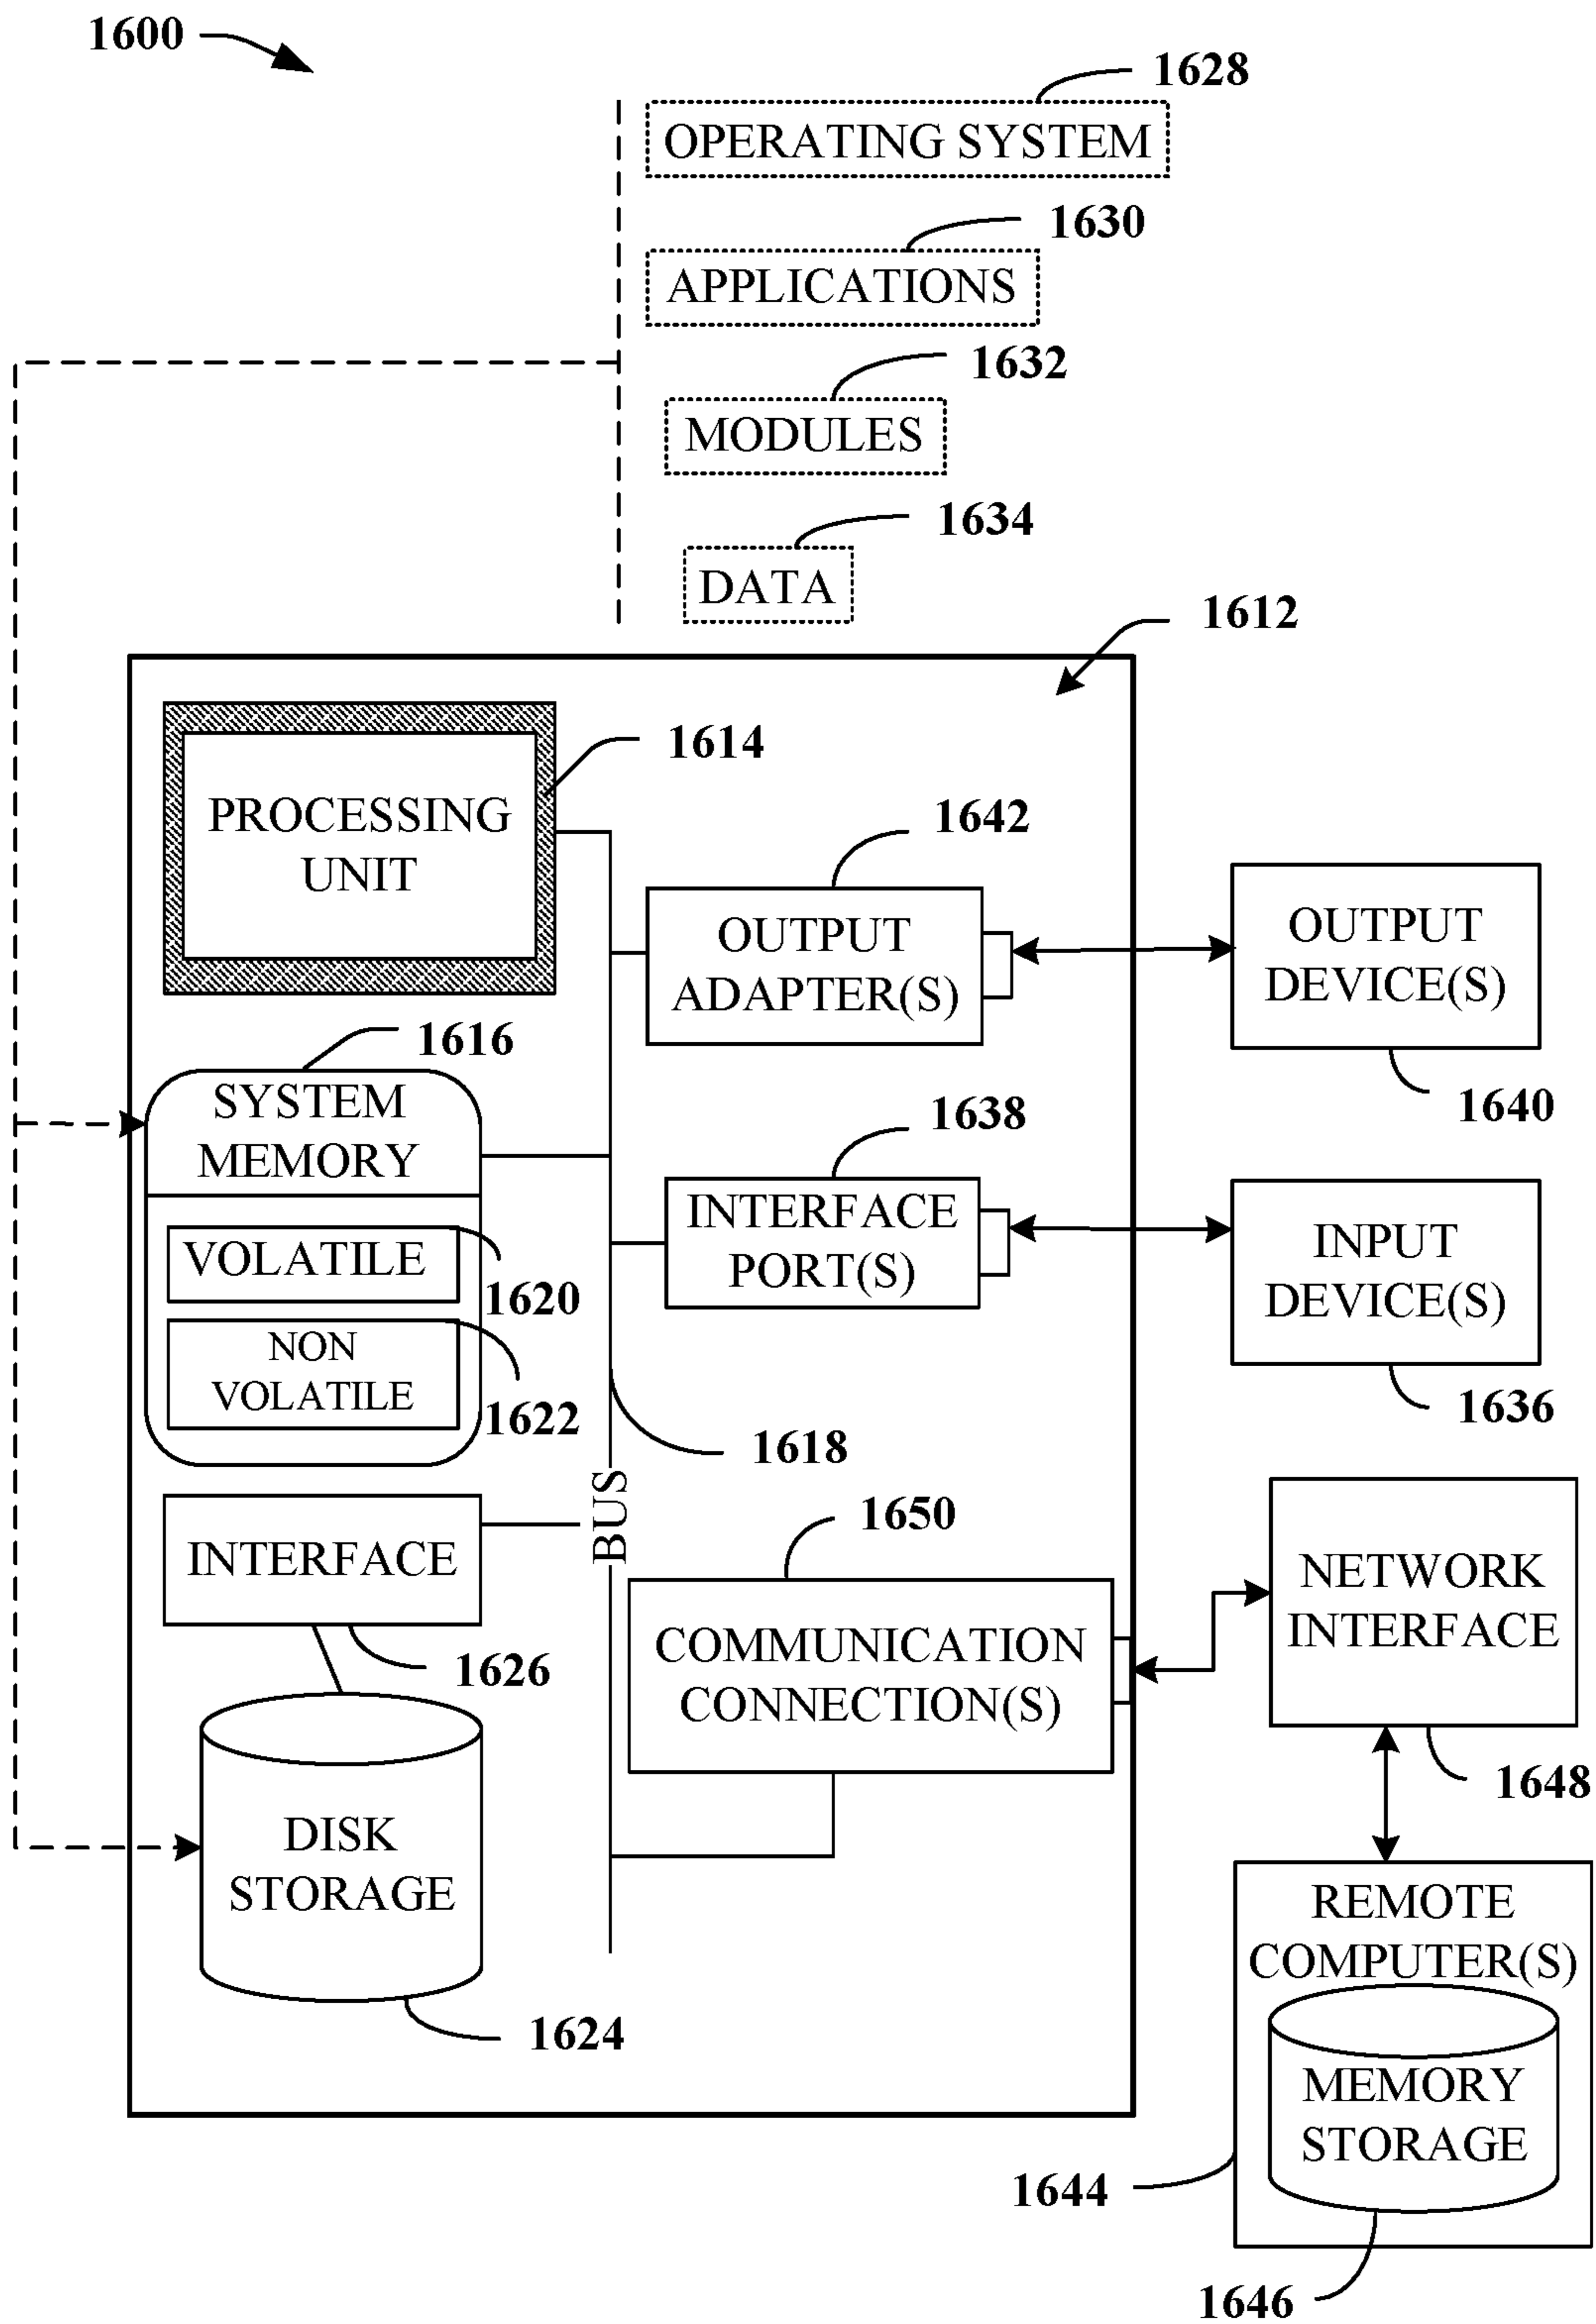 1600
1628
OPERATING SYSTEM
1630
APPLICATIONS
1632
MODULES
1634
DATA
1612
1614
PROCESSING
UNIT
1642
OUTPUT
ADAPTER(S)
OUTPUT
DEVICE(S)
1640
1616
SYSTEM
MEMORY
1638
INTERFACE
PORT(S)
INPUT
DEVICE(S)
1636
VOLATILE
1620
NON
VOLATILE
1622
1618
BUS
INTERFACE
1626
1650
COMMUNICATION
CONNECTION(S)
NETWORK
INTERFACE
1648
DISK
STORAGE
1624
REMOTE
COMPUTER(S)
MEMORY
STORAGE
1644
1646